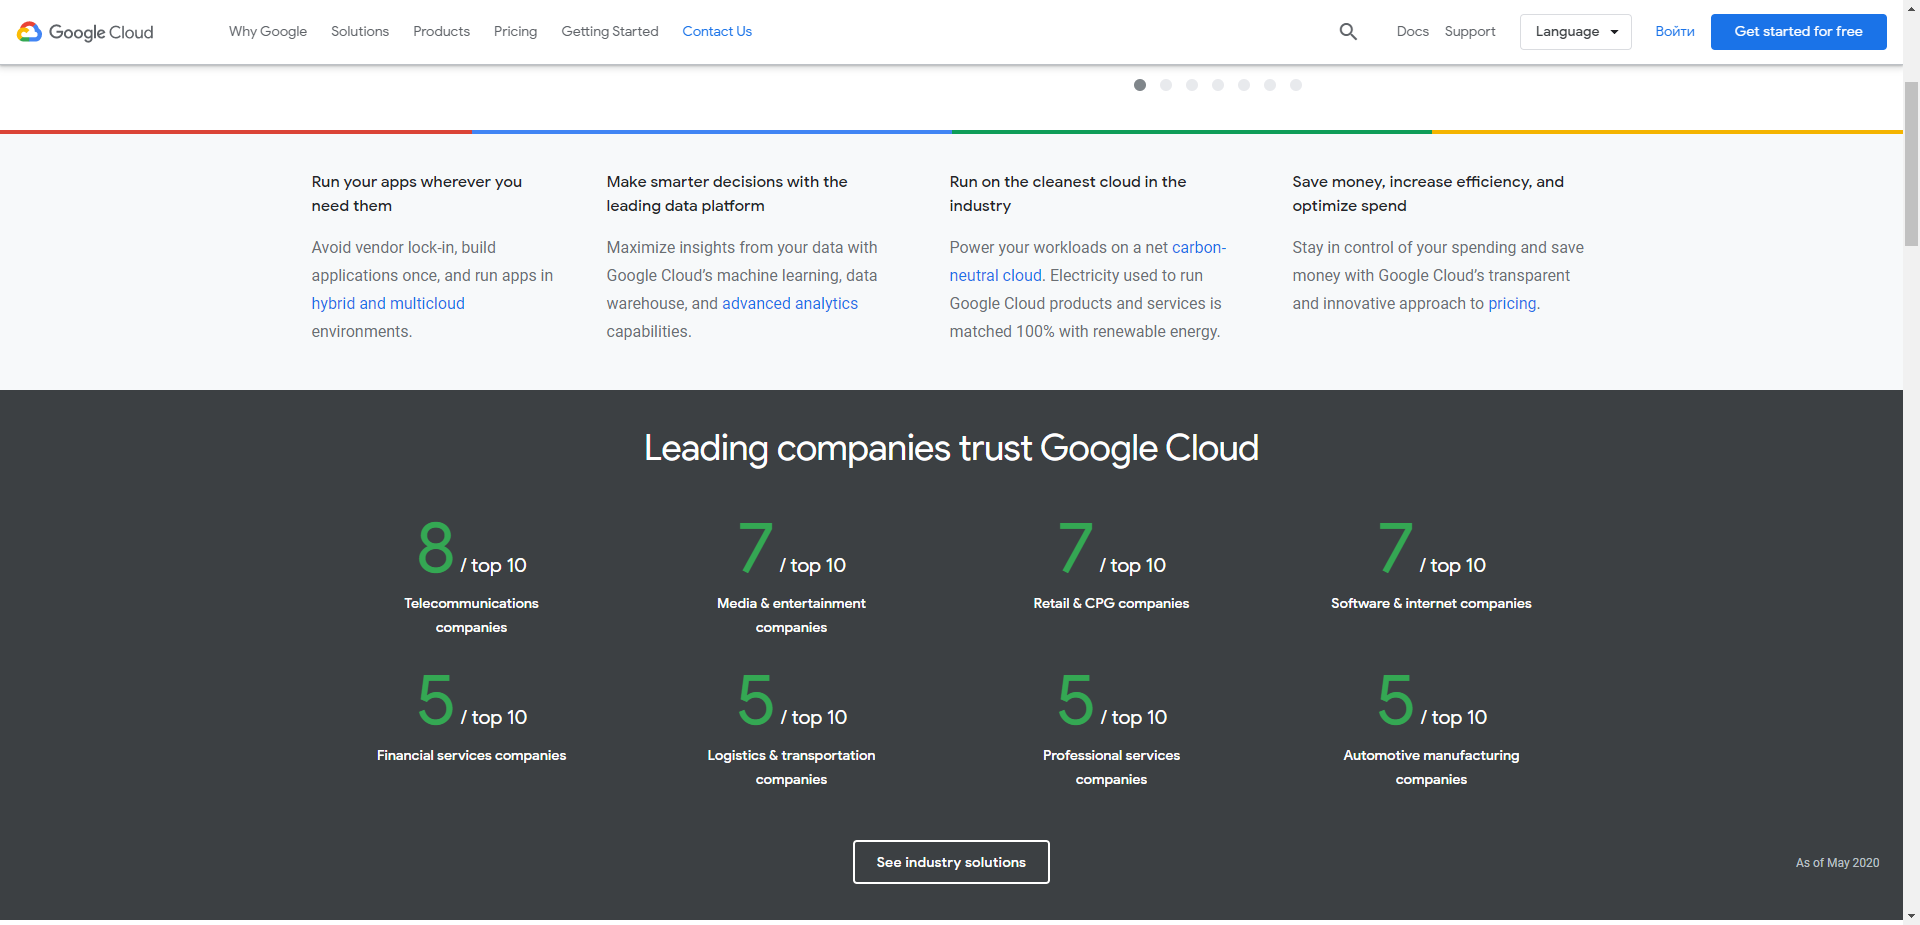 Google Cloud
Why Google
Solutions
Products
Pricing
Getting Started
Contact Us
Docs
Support
Language
Войти
Get started for free
Run your apps wherever you
need them
Avoid vendor lock-in, build
applications once, and run apps in
hybrid and multicloud
environments.
Make smarter decisions with the
leading data platform
Maximize insights from your data with
Google Cloud’s machine learning, data
warehouse, and advanced analytics
capabilities.
Run on the cleanest cloud in the
industry
Power your workloads on a net carbon-
neutral cloud. Electricity used to run
Google Cloud products and services is
matched 100% with renewable energy.
Save money, increase efficiency, and
optimize spend
Stay in control of your spending and save
money with Google Cloud’s transparent
and innovative approach to pricing.
Leading companies trust Google Cloud
8 / top 10
Telecommunications
companies
7 / top 10
Media & entertainment
companies
7 / top 10
Retail & CPG companies
7 / top 10
Software & internet companies
5 / top 10
Financial services companies
5 / top 10
Logistics & transportation
companies
5 / top 10
Professional services
companies
5 / top 10
Automotive manufacturing
companies
See industry solutions
As of May 2020